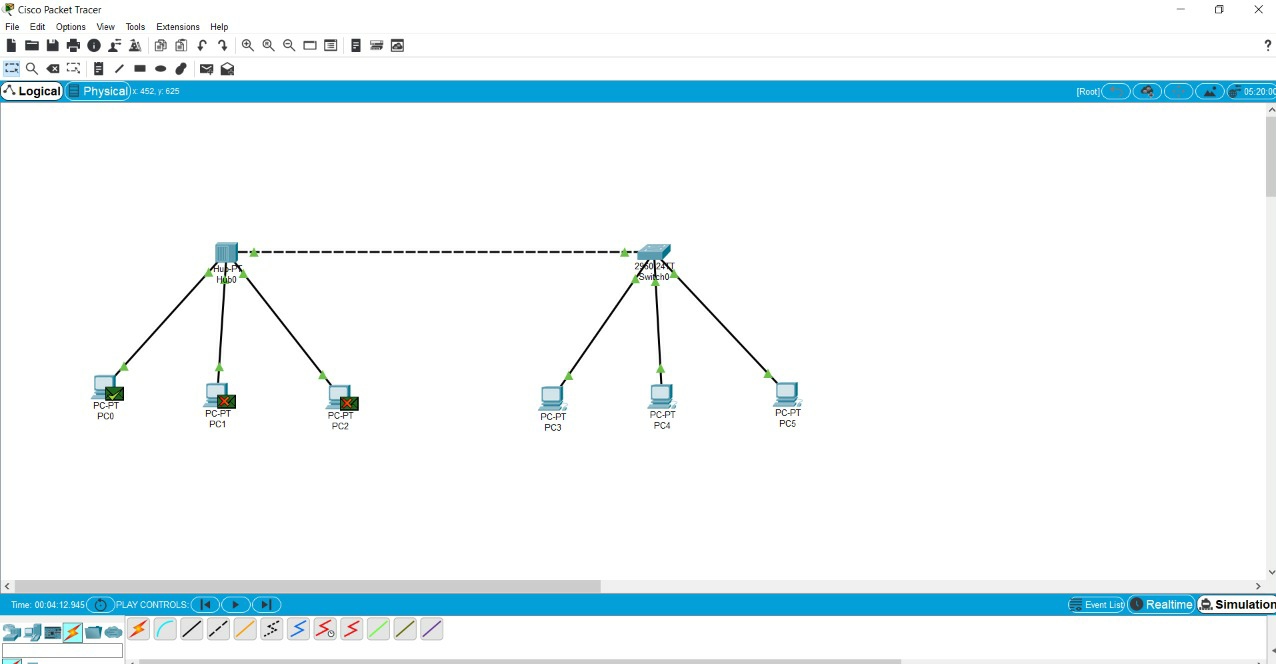 Cisco Packet Tracer
File Edit Options View Tools Extensions Help
?
Logical Physical x: 452, y: 625 [Root] 05:20:00
Hub-PT
Hub0
2960-24TT
Switch0
PC-PT
PC0
PC-PT
PC1
PC-PT
PC2
PC-PT
PC3
PC-PT
PC4
PC-PT
PC5
Time: 00:04:12.945 PLAY CONTROLS: Event List Realtime Simulation